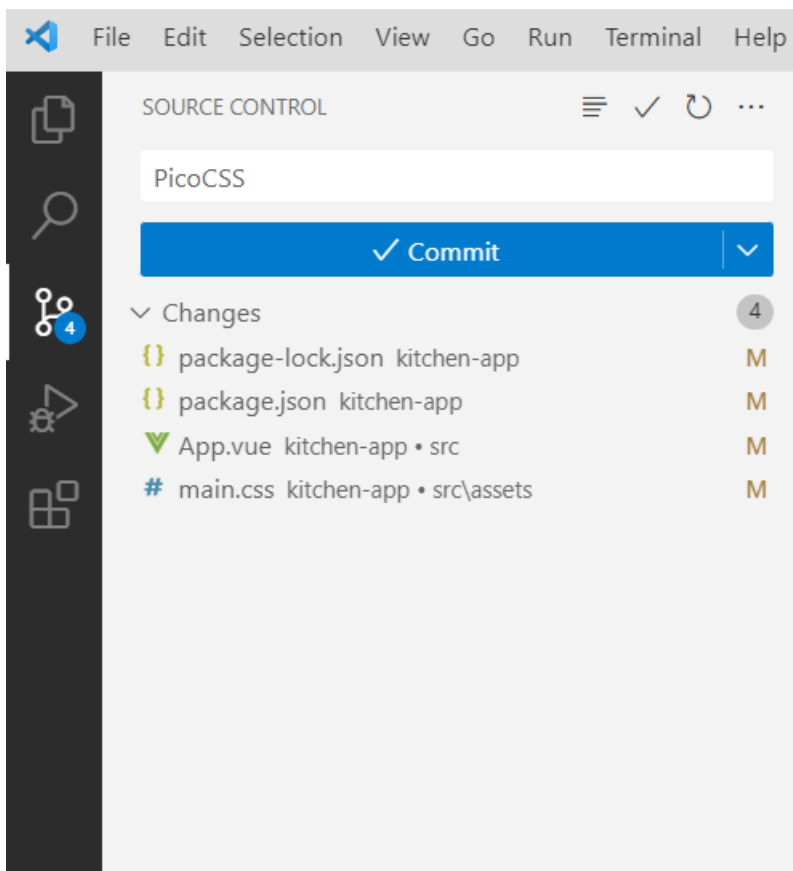 File Edit Selection View Go Run Terminal Help
SOURCE CONTROL
PicoCSS
Commit
Changes 4
4
{} package-lock.json kitchen-app M
{} package.json kitchen-app M
App.vue kitchen-app • src M
# main.css kitchen-app • src\assets M